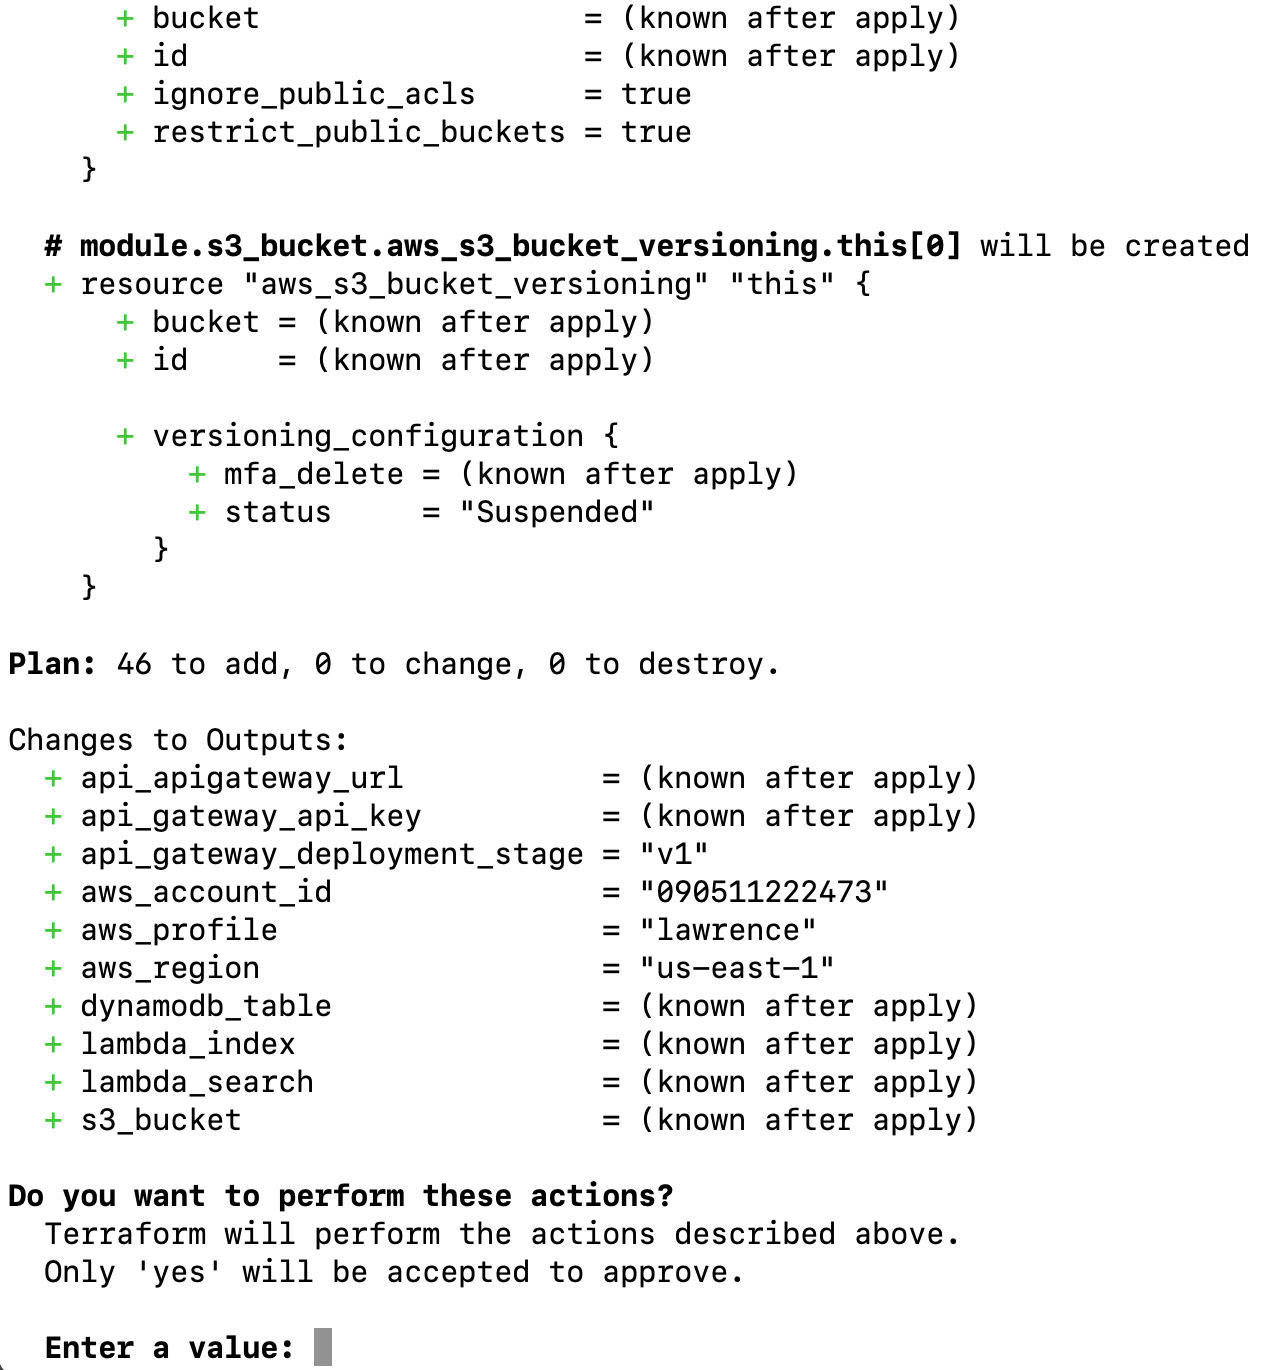 + bucket                  = (known after apply)
      + id                      = (known after apply)
      + ignore_public_acls      = true
      + restrict_public_buckets = true
    }

  # module.s3_bucket.aws_s3_bucket_versioning.this[0] will be created
  + resource "aws_s3_bucket_versioning" "this" {
      + bucket = (known after apply)
      + id     = (known after apply)

      + versioning_configuration {
          + mfa_delete = (known after apply)
          + status     = "Suspended"
        }
    }

Plan: 46 to add, 0 to change, 0 to destroy.

Changes to Outputs:
  + api_apigateway_url           = (known after apply)
  + api_gateway_api_key          = (known after apply)
  + api_gateway_deployment_stage = "v1"
  + aws_account_id               = "090511222473"
  + aws_profile                  = "lawrence"
  + aws_region                   = "us-east-1"
  + dynamodb_table               = (known after apply)
  + lambda_index                 = (known after apply)
  + lambda_search                = (known after apply)
  + s3_bucket                    = (known after apply)

Do you want to perform these actions?
  Terraform will perform the actions described above.
  Only 'yes' will be accepted to approve.

  Enter a value: